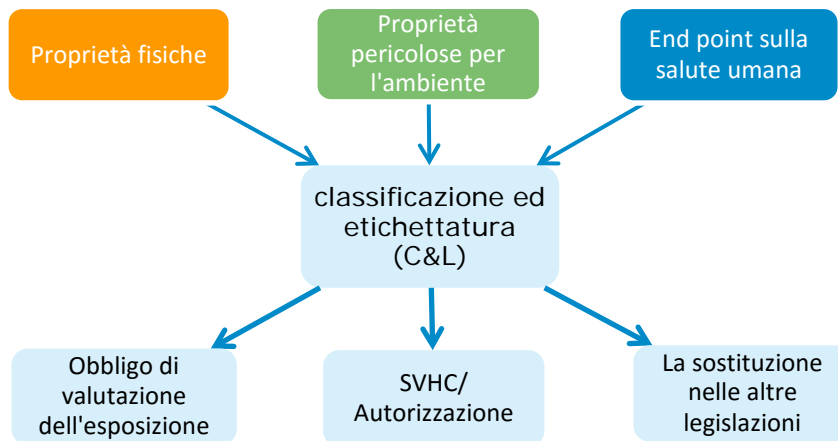 Proprietà fisiche
Proprietà
pericolose per
l'ambiente
End point sulla
salute umana
classificazione ed
etichettatura
(C&L)
Obbligo di
valutazione
dell'esposizione
SVHC/
Autorizzazione
La sostituzione
nelle altre
legislazioni